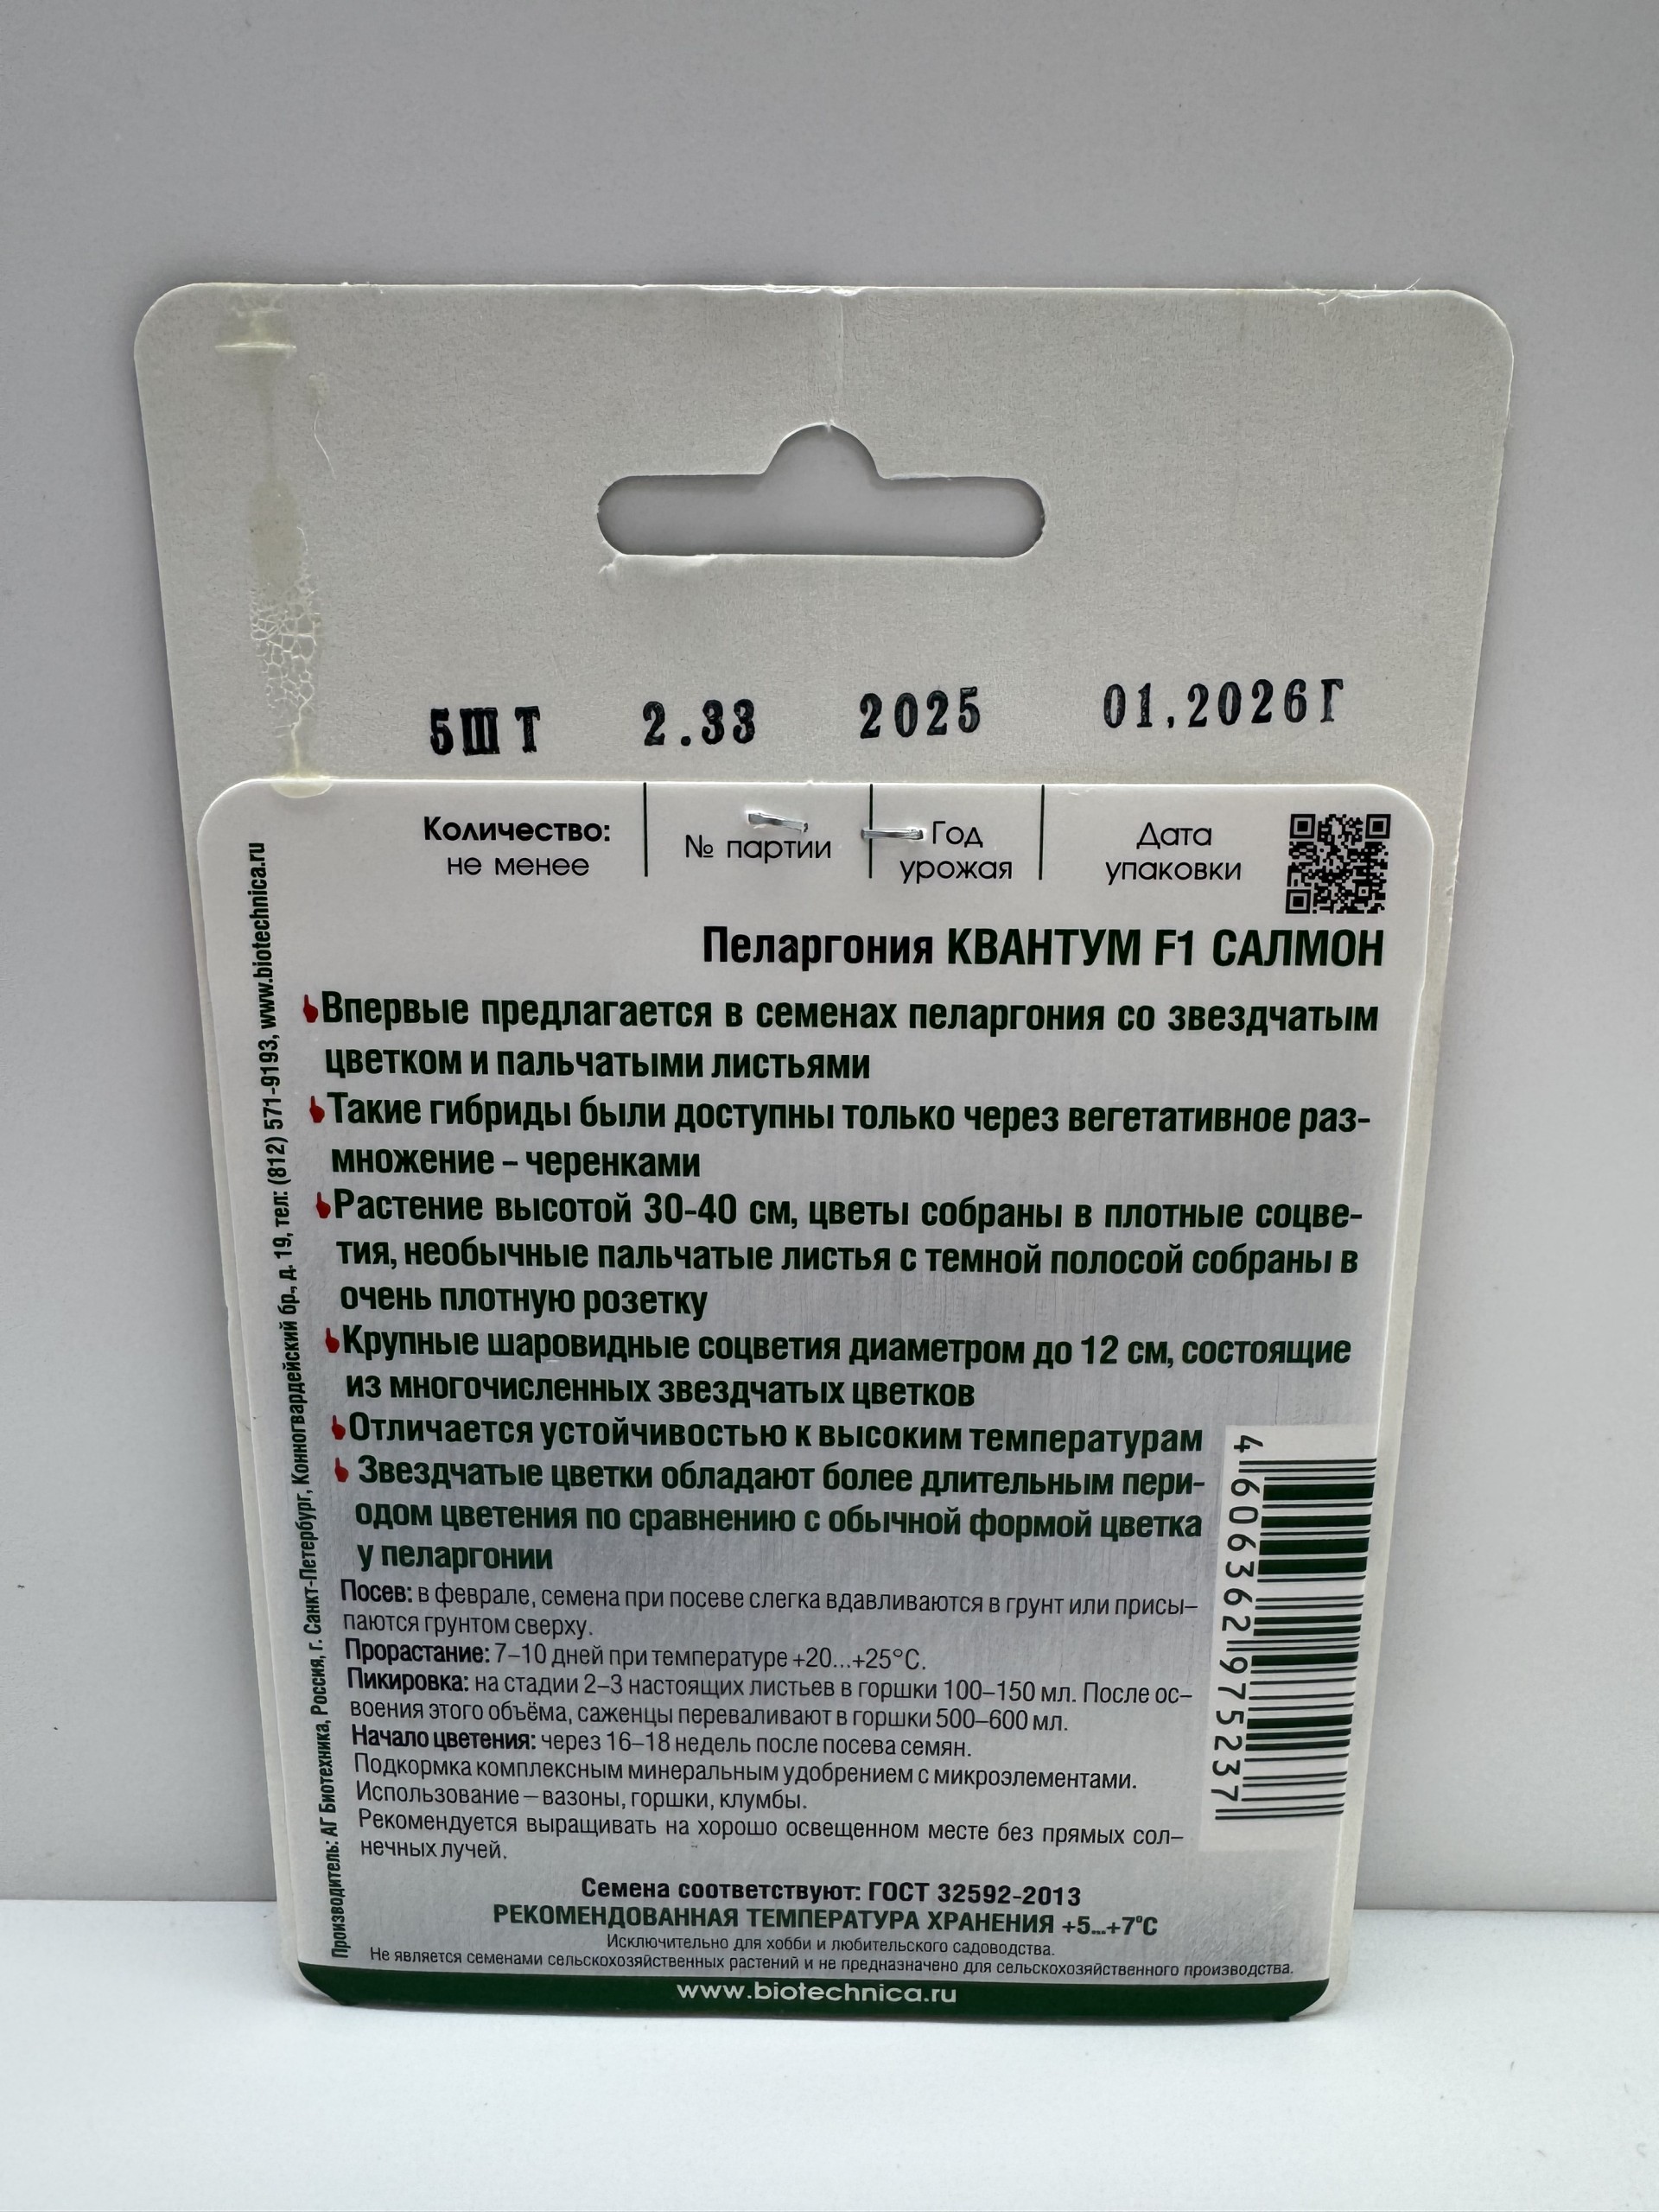 5ШТ 2.33 2025 01.2026Г
Количество: не менее
№ партии
Год урожая
Дата упаковки
Пеларгония КВАНТУМ F1 САЛМОН
Впервые предлагается в семенах пеларгония со звездчатым
цветком и пальчатыми листьями
Такие гибриды были доступны только через вегетативное раз-
множение – черенками
Растение высотой 30-40 см, цветы собраны в плотные соцве-
тия, необычные пальчатые листья с темной полосой собраны в
очень плотную розетку
Крупные шаровидные соцветия диаметром до 12 см, состоящие
из многочисленных звездчатых цветков
Отличается устойчивостью к высоким температурам
Звездчатые цветки обладают более длительным пери-
одом цветения по сравнению с обычной формой цветка
у пеларгонии
Посев: в феврале, семена при посеве слегка вдавливаются в грунт или присы-
паются грунтом сверху.
Прорастание: 7–10 дней при температуре +20...+25°С.
Пикировка: на стадии 2–3 настоящих листьев в горшки 100–150 мл. После ос-
воения этого объёма, саженцы переваливают в горшки 500–600 мл.
Начало цветения: через 16–18 недель после посева семян.
Подкормка комплексным минеральным удобрением с микроэлементами.
Использование – вазоны, горшки, клумбы.
Рекомендуется выращивать на хорошо освещенном месте без прямых сол-
нечных лучей.
Семена соответствуют: ГОСТ 32592-2013
РЕКОМЕНДОВАННАЯ ТЕМПЕРАТУРА ХРАНЕНИЯ +5...+7°С
Исключительно для хобби и любительского садоводства.
Не является семенами сельскохозяйственных растений и не предназначено для сельскохозяйственного производства.
www.biotechnica.ru
Производитель: АГ Биотехника, Россия, г. Санкт-Петербург, Конногвардейский бр., д. 19, тел: (812) 571-9193, www.biotechnica.ru
4 606362 975237